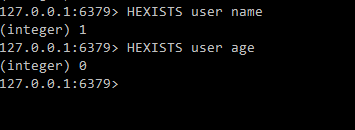 127.0.0.1:6379> HEXISTS user name
(integer) 1
127.0.0.1:6379> HEXISTS user age
(integer) 0
127.0.0.1:6379>